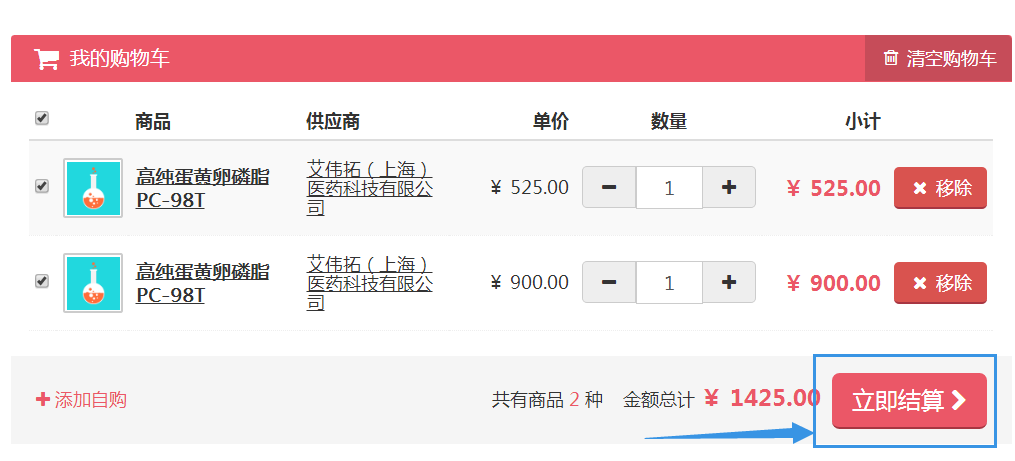 我的购物车 清空购物车
商品 供应商 单价 数量 小计
高纯蛋黄卵磷脂 艾伟拓（上海）
PC-98T 医药科技有限公 ¥ 525.00 1 ¥ 525.00 移除
司
高纯蛋黄卵磷脂 艾伟拓（上海）
PC-98T 医药科技有限公 ¥ 900.00 1 ¥ 900.00 移除
司
添加自购 共有商品 2 种 金额总计 ¥ 1425.00 立即结算